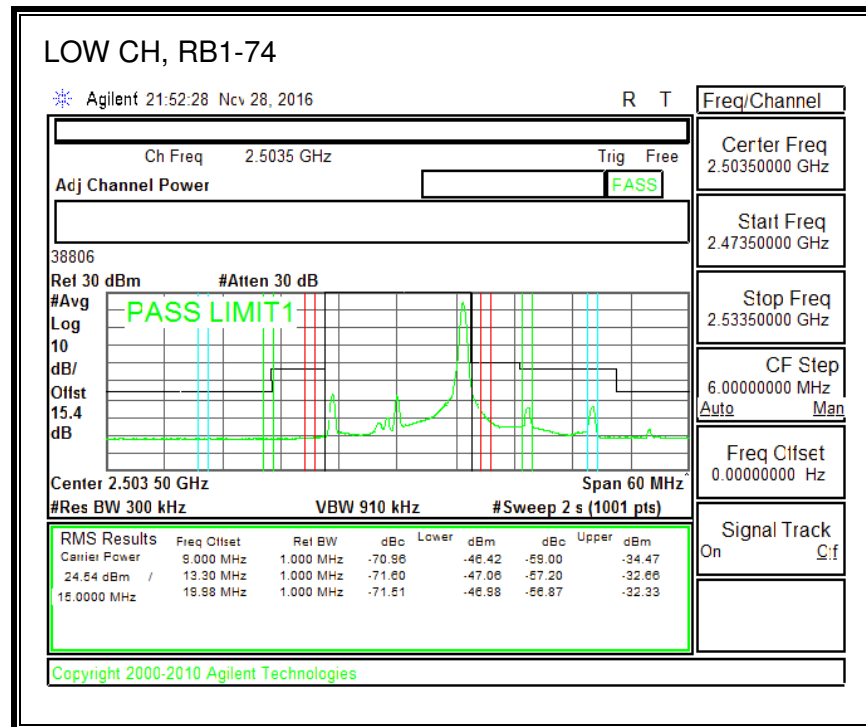 LOW CH, RB1-74
Agilent 21:52:28 Nov 28, 2016 R T
Freq/Channel
Ch Freq 2.5035 GHz Trig Free
Adj Channel Power PASS
Center Freq
2.50350000 GHz
Start Freq
2.47350000 GHz
Stop Freq
2.53350000 GHz
CF Step
6.00000000 MHz
Auto Man
Freq Offset
0.00000000 Hz
Signal Track
On Off
38806
Ref 30 dBm #Atten 30 dB
#Avg
Log
10
dB/
Offst
15.4
dB
PASS LIMIT1
Center 2.503 50 GHz Span 60 MHz
#Res BW 300 kHz VBW 910 kHz #Sweep 2 s (1001 pts)
RMS Results Freq Offset Ref BW dBc Lower dBm dBc Upper dBm
Carrier Power 9.000 MHz 1.000 MHz -70.96 -46.42 -59.00 -34.47
24.54 dBm / 13.30 MHz 1.000 MHz -71.60 -47.06 -57.20 -32.66
15.0000 MHz 19.98 MHz 1.000 MHz -71.51 -46.98 -56.87 -32.33
Copyright 2000-2010 Agilent Technologies